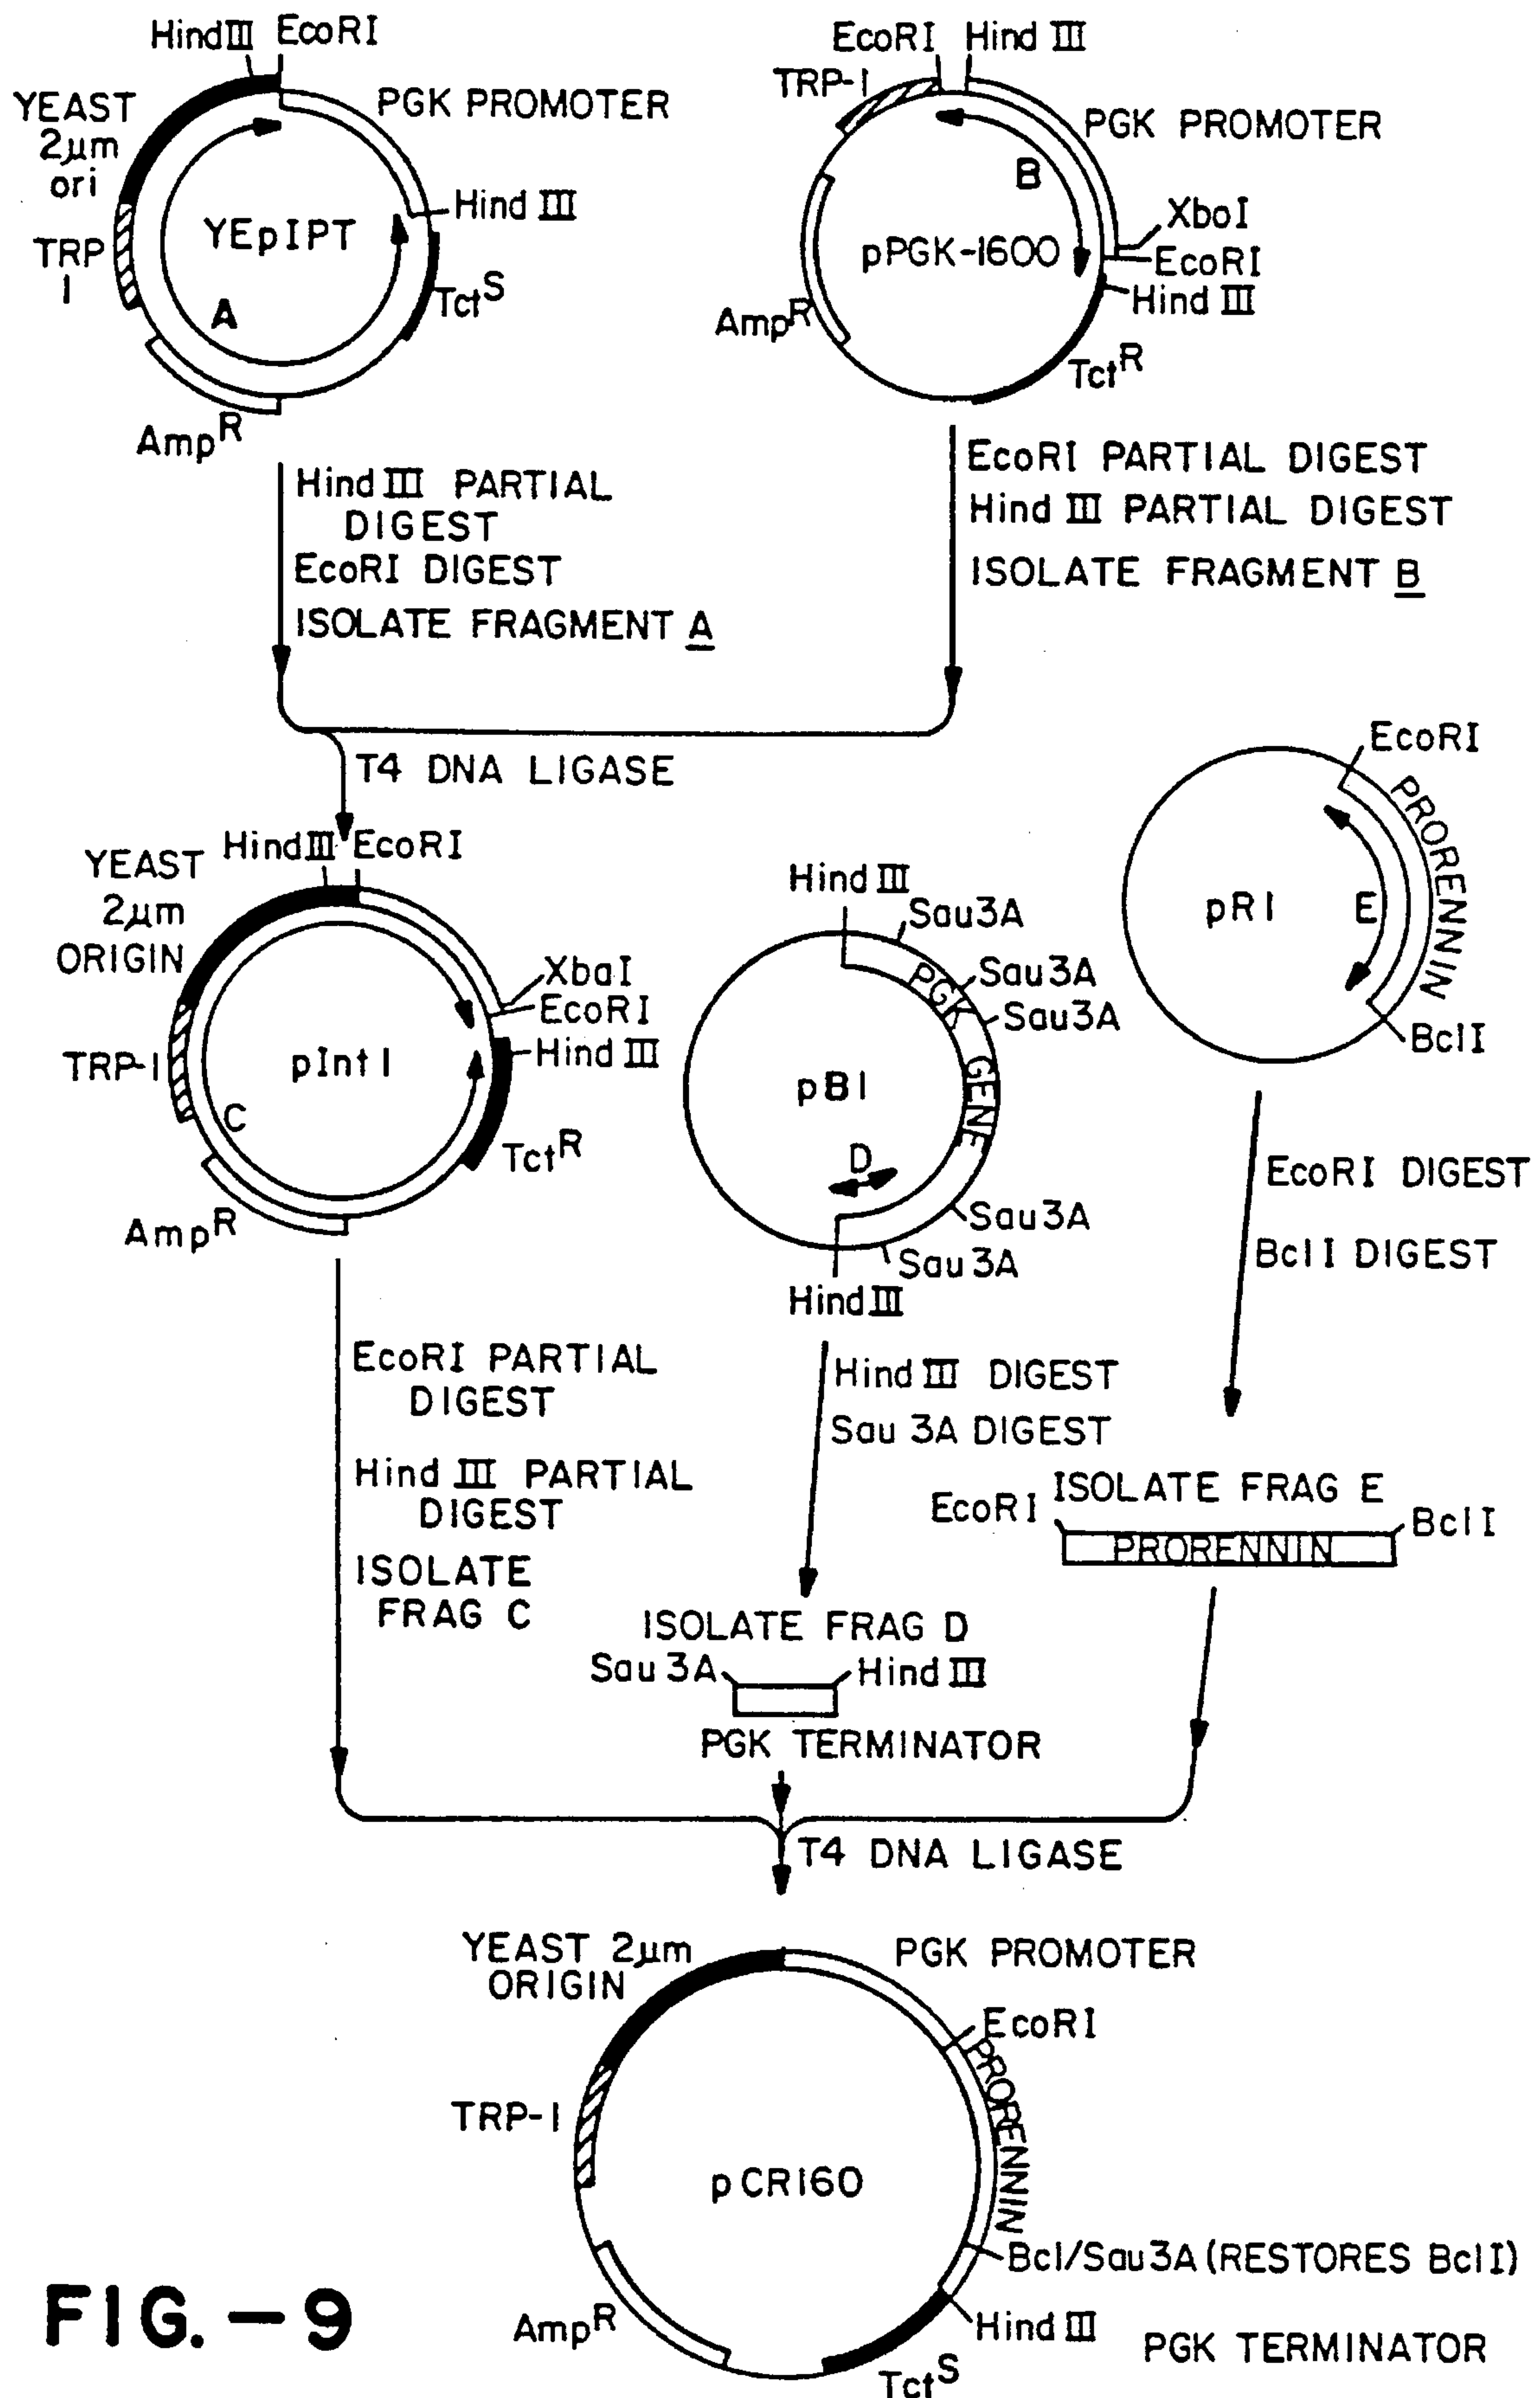 HindIII EcoRI
YEAST
2µm
ori
PGK PROMOTER
Hind III
YEpIPT
TRP
1
A
Tct^S
Amp^R
EcoRI Hind III
TRP-1
PGK PROMOTER
B
XboI
EcoRI
Hind III
pPGK-1600
Amp^R
Tct^R
Hind III PARTIAL
DIGEST
EcoRI DIGEST
ISOLATE FRAGMENT A
EcoRI PARTIAL DIGEST
Hind III PARTIAL DIGEST
ISOLATE FRAGMENT B
T4 DNA LIGASE
HindIII EcoRI
YEAST
2µm
ORIGIN
XbaI
EcoRI
Hind III
TRP-1
pInt1
C
Tct^R
Amp^R
Hind III
Sau3A
Sau3A
Sau3A
PGK GENE
pB1
D
Sau3A
Sau3A
HindIII
EcoRI
PRORENNIN
pR1
E
BclI
EcoRI PARTIAL
DIGEST
Hind III PARTIAL
DIGEST
ISOLATE
FRAG C
Hind III DIGEST
Sau 3A DIGEST
EcoRI DIGEST
BclI DIGEST
ISOLATE FRAG E
EcoRI
BclI
PRORENNIN
ISOLATE FRAG D
Sau3A Hind III
PGK TERMINATOR
T4 DNA LIGASE
YEAST 2µm
ORIGIN
PGK PROMOTER
EcoRI
PRORENNIN
TRP-1
pCR160
Bcl/Sau3A (RESTORES BclI)
Hind III
PGK TERMINATOR
Amp^R
Tct^S
FIG.-9